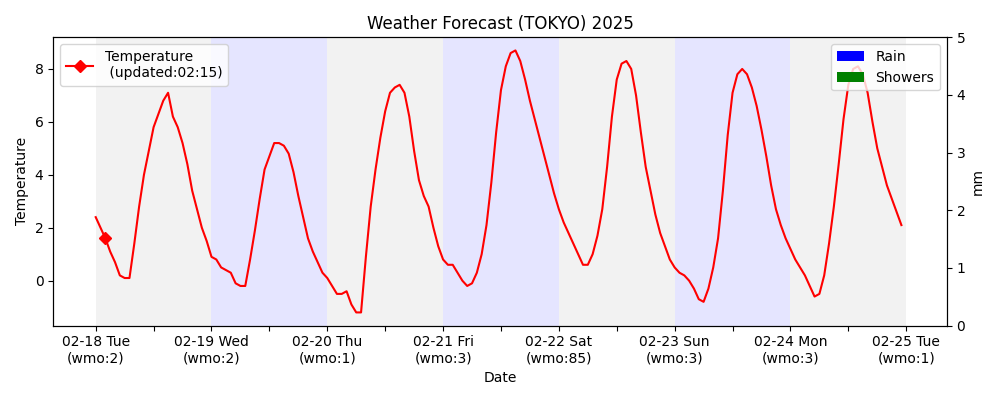 Weather Forecast (TOKYO) 2025
Temperature
(updated:02:15)
Rain
Showers
Temperature
8
6
4
2
0
mm
5
4
3
2
1
0
02-18 Tue
(wmo:2)
02-19 Wed
(wmo:2)
02-20 Thu
(wmo:1)
02-21 Fri
(wmo:3)
02-22 Sat
(wmo:85)
02-23 Sun
(wmo:3)
02-24 Mon
(wmo:3)
02-25 Tue
(wmo:1)
Date